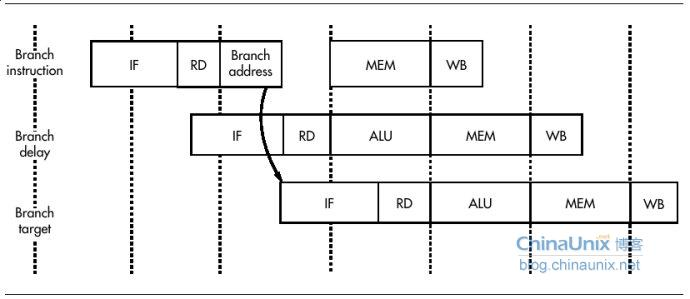 Branch
instruction
IF
RD
Branch
address
MEM
WB
Branch
delay
IF
RD
ALU
MEM
WB
Branch
target
IF
RD
ALU
MEM
WB
ChinaUnix.net 博客
blog.chinaunix.net